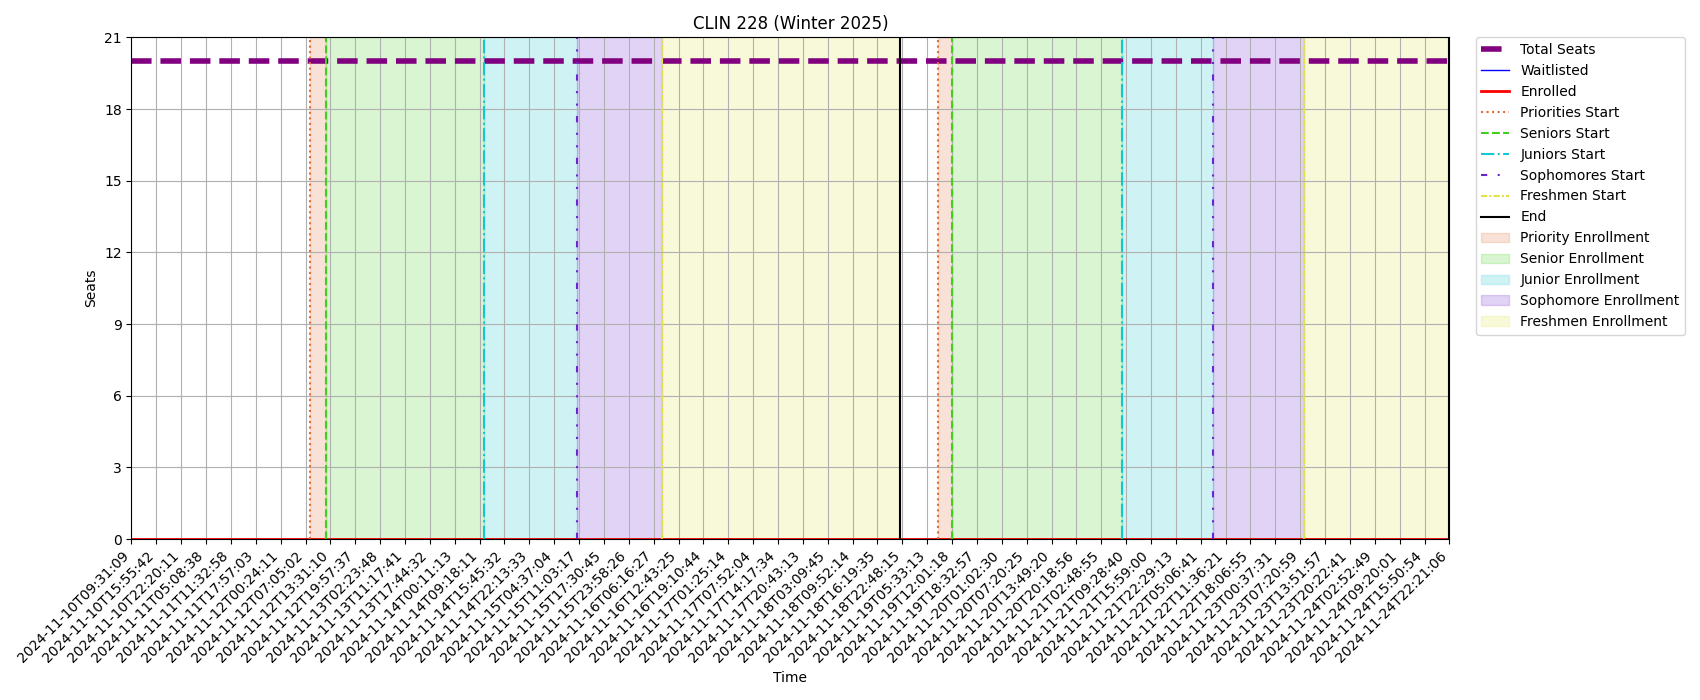 CLIN 228 (Winter 2025)
21
18
15
12
9
6
3
0
Seats
2024-11-10T09:31:09
2024-11-10T15:55:42
2024-11-10T22:20:11
2024-11-11T05:08:38
2024-11-11T11:32:58
2024-11-11T17:57:03
2024-11-12T00:24:11
2024-11-12T07:05:02
2024-11-12T13:31:10
2024-11-12T19:57:37
2024-11-13T02:23:48
2024-11-13T11:17:41
2024-11-13T17:44:32
2024-11-14T00:11:13
2024-11-14T09:18:11
2024-11-14T15:45:32
2024-11-14T22:13:33
2024-11-15T04:37:04
2024-11-15T11:03:17
2024-11-15T17:30:45
2024-11-15T23:58:26
2024-11-16T06:16:27
2024-11-16T12:43:25
2024-11-16T19:10:44
2024-11-17T01:25:14
2024-11-17T07:52:04
2024-11-17T14:17:34
2024-11-17T20:43:13
2024-11-18T03:09:45
2024-11-18T09:52:14
2024-11-18T16:19:35
2024-11-18T22:48:15
2024-11-19T05:33:13
2024-11-19T12:01:18
2024-11-19T18:32:57
2024-11-20T01:02:30
2024-11-20T07:20:25
2024-11-20T13:49:20
2024-11-20T20:18:56
2024-11-21T02:48:55
2024-11-21T09:28:40
2024-11-21T15:59:00
2024-11-21T22:29:13
2024-11-22T05:06:41
2024-11-22T11:36:21
2024-11-22T18:06:55
2024-11-23T00:37:31
2024-11-23T07:20:59
2024-11-23T13:51:57
2024-11-23T20:22:41
2024-11-24T02:52:49
2024-11-24T09:20:01
2024-11-24T15:50:54
2024-11-24T22:21:06
Time
Total Seats
Waitlisted
Enrolled
Priorities Start
Seniors Start
Juniors Start
Sophomores Start
Freshmen Start
End
Priority Enrollment
Senior Enrollment
Junior Enrollment
Sophomore Enrollment
Freshmen Enrollment